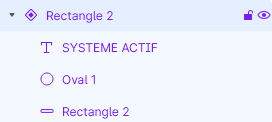 Rectangle 2
SYSTEME ACTIF
Oval 1
Rectangle 2